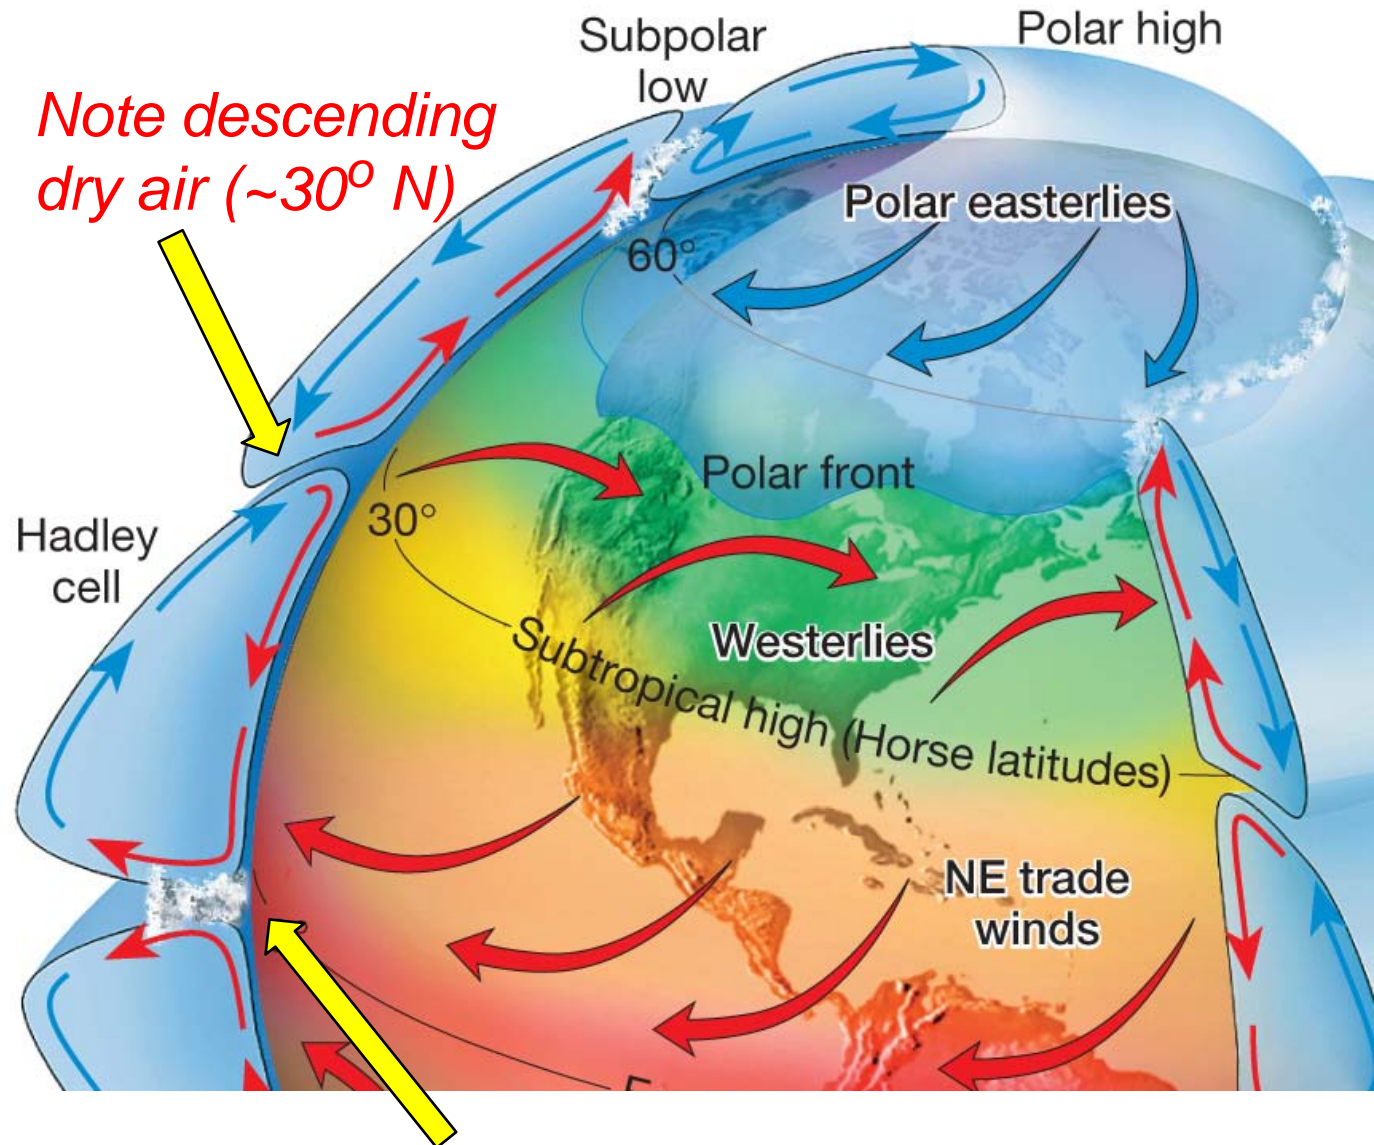 Subpolar
low
Polar high
Note descending
dry air (~30º N)
Polar easterlies
60°
Polar front
30°
Hadley
cell
Westerlies
Subtropical high (Horse latitudes)
NE trade
winds